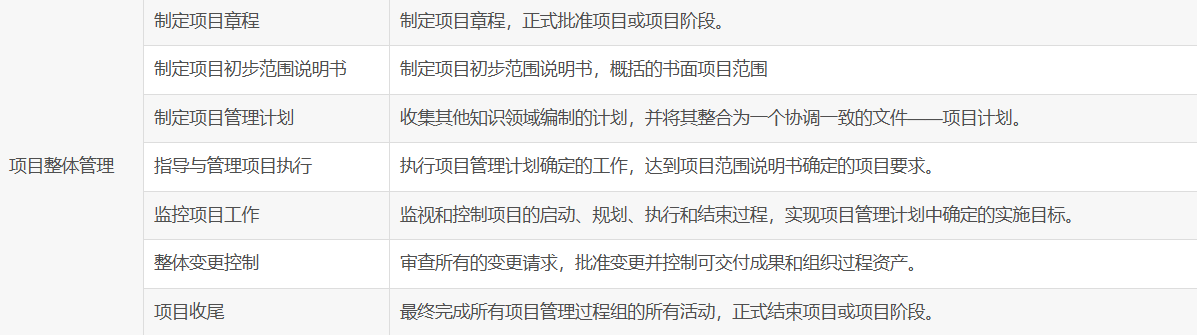 制定项目章程 制定项目章程，正式批准项目或项目阶段。
制定项目初步范围说明书 制定项目初步范围说明书，概括的书面项目范围
制定项目管理计划 收集其他知识领域编制的计划，并将其整合为一个协调一致的文件——项目计划。
项目整体管理 指导与管理项目执行 执行项目管理计划确定的工作，达到项目范围说明书确定的项目要求。
监控项目工作 监视和控制项目的启动、规划、执行和结束过程，实现项目管理计划中确定的实施目标。
整体变更控制 审查所有的变更请求，批准变更并控制可交付成果和组织过程资产。
项目收尾 最终完成所有项目管理过程组的所有活动，正式结束项目或项目阶段。